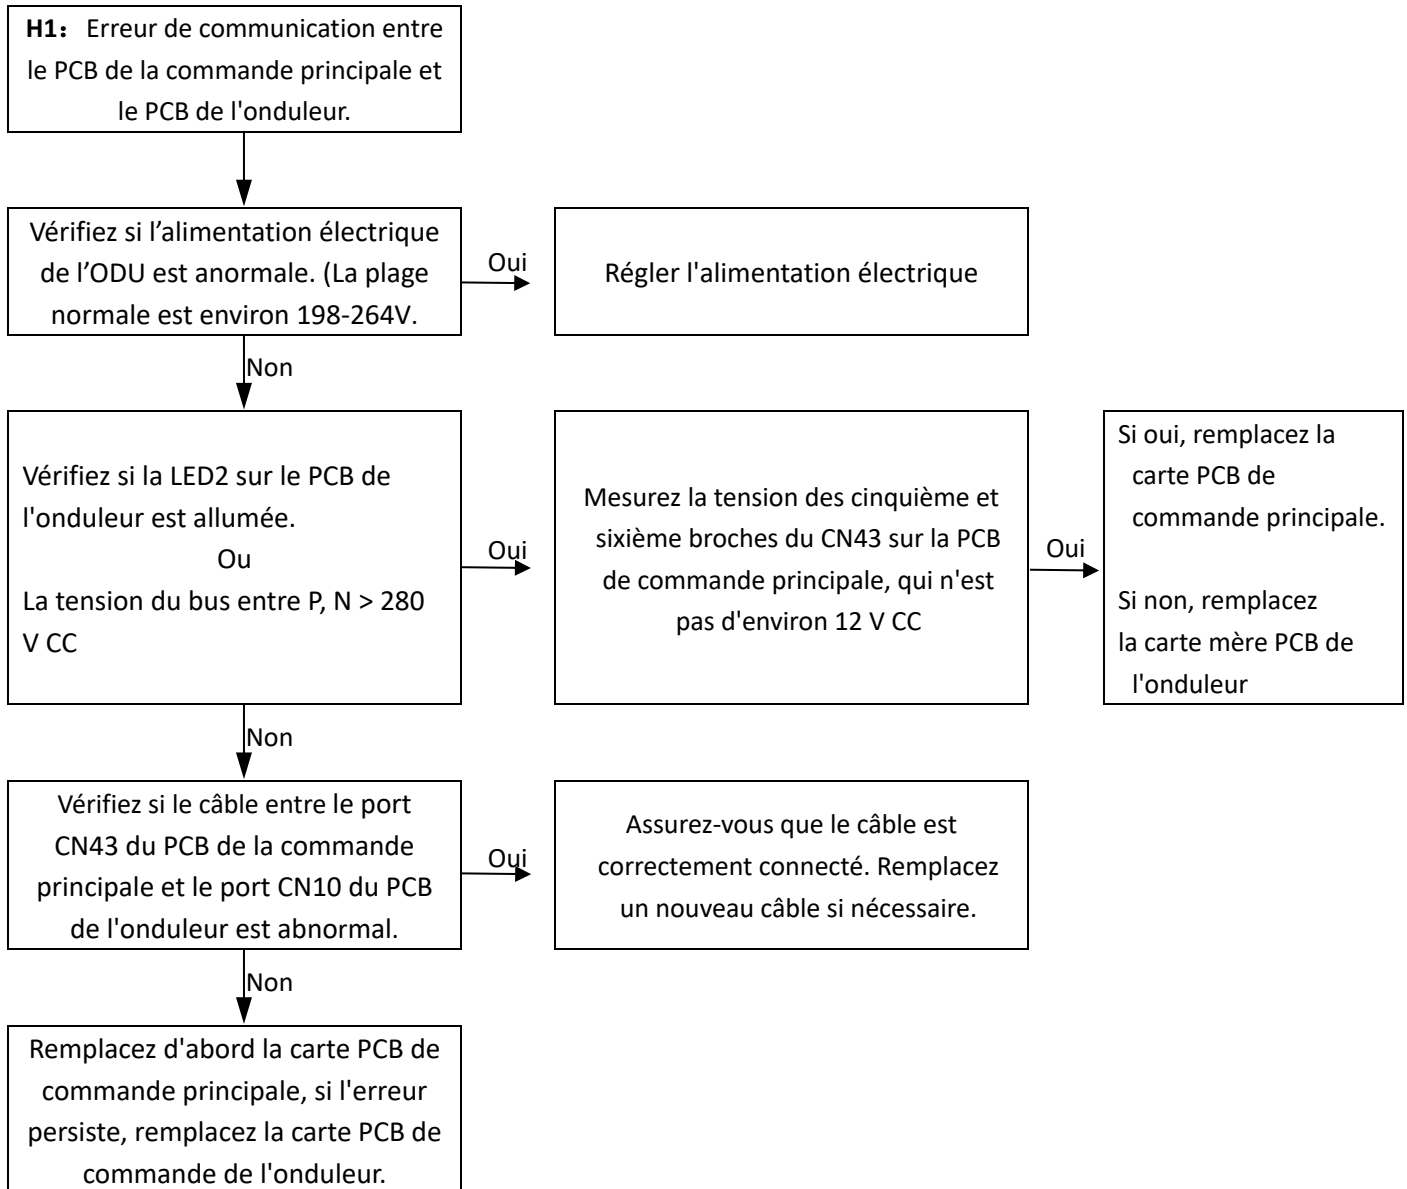 H1： Erreur de communication entre
le PCB de la commande principale et
le PCB de l'onduleur.
Vérifiez si l’alimentation électrique
de l’ODU est anormale. (La plage
normale est environ 198-264V.
Oui
Régler l'alimentation électrique
Non
Vérifiez si la LED2 sur le PCB de
l'onduleur est allumée.
Ou
La tension du bus entre P, N > 280
V CC
Oui
Mesurez la tension des cinquième et
sixième broches du CN43 sur la PCB
de commande principale, qui n'est
pas d'environ 12 V CC
Oui
Si oui, remplacez la
carte PCB de
commande principale.
Si non, remplacez
la carte mère PCB de
l'onduleur
Non
Vérifiez si le câble entre le port
CN43 du PCB de la commande
principale et le port CN10 du PCB
de l'onduleur est abnormal.
Oui
Assurez-vous que le câble est
correctement connecté. Remplacez
un nouveau câble si nécessaire.
Non
Remplacez d'abord la carte PCB de
commande principale, si l'erreur
persiste, remplacez la carte PCB de
commande de l'onduleur.